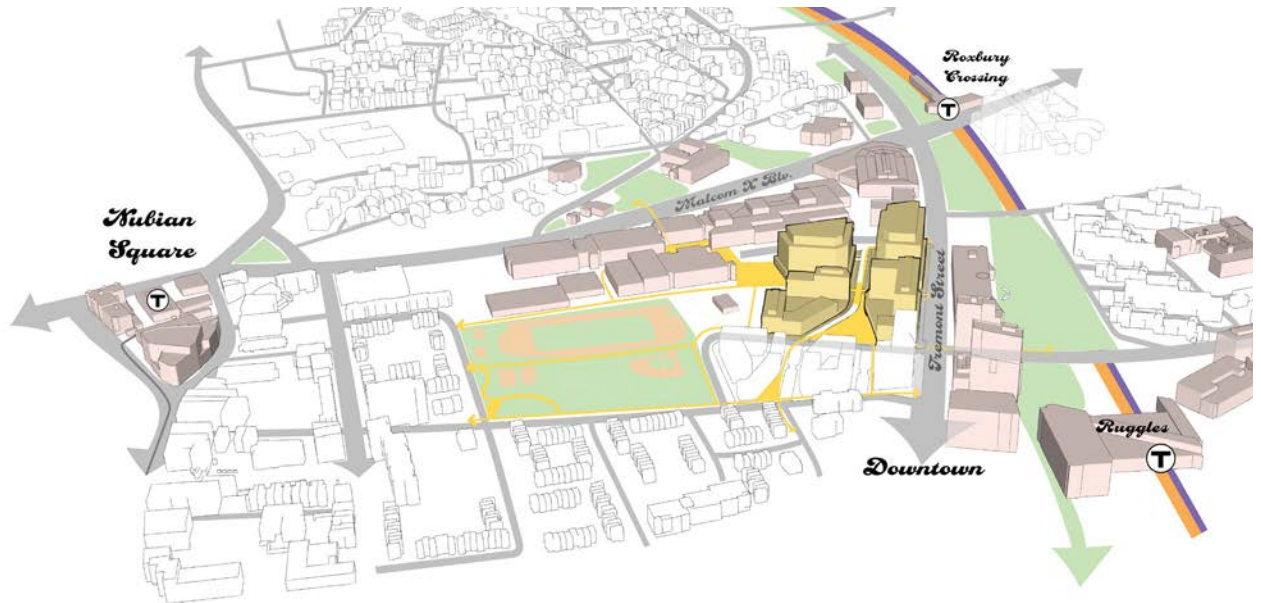 Roxbury
Crossing
T
Malcom X Blv.
Nubian
Square
T
Tremont Street
Ruggles
T
Downtown